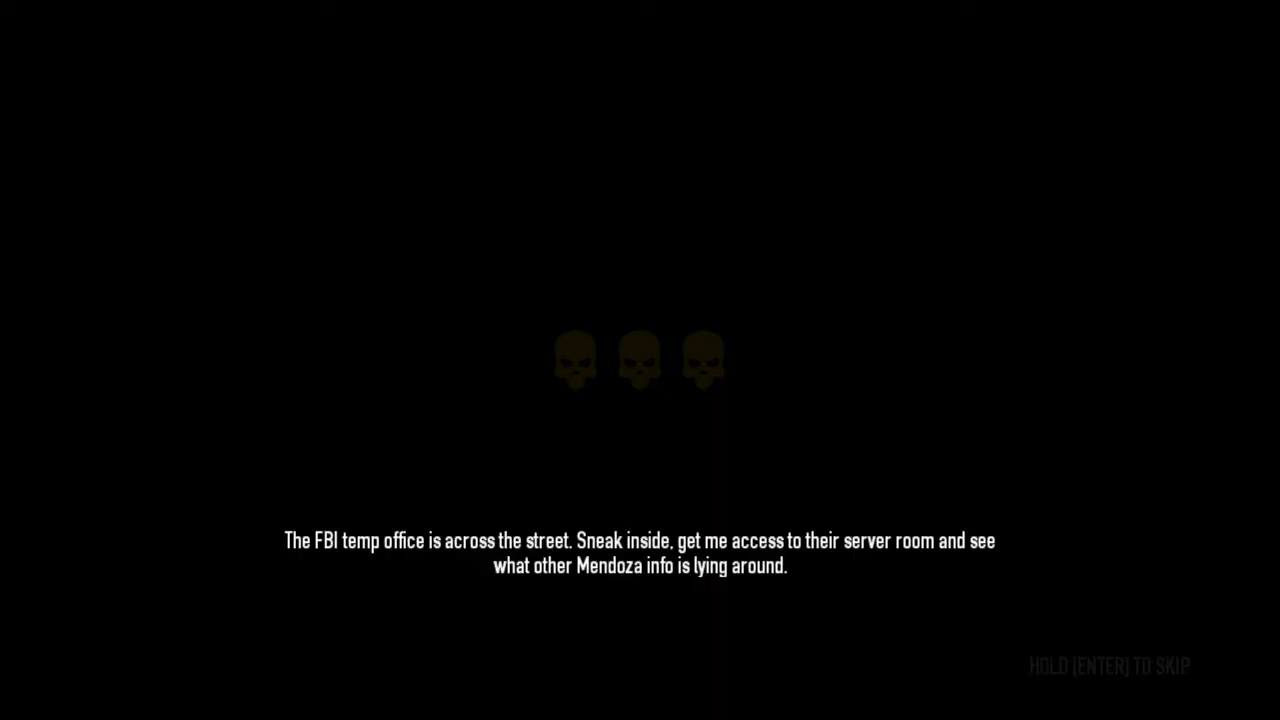 The FBI temp office is across the street. Sneak inside, get me access to their server room and see
what other Mendoza info is lying around.
HOLD [ENTER] TO SKIP